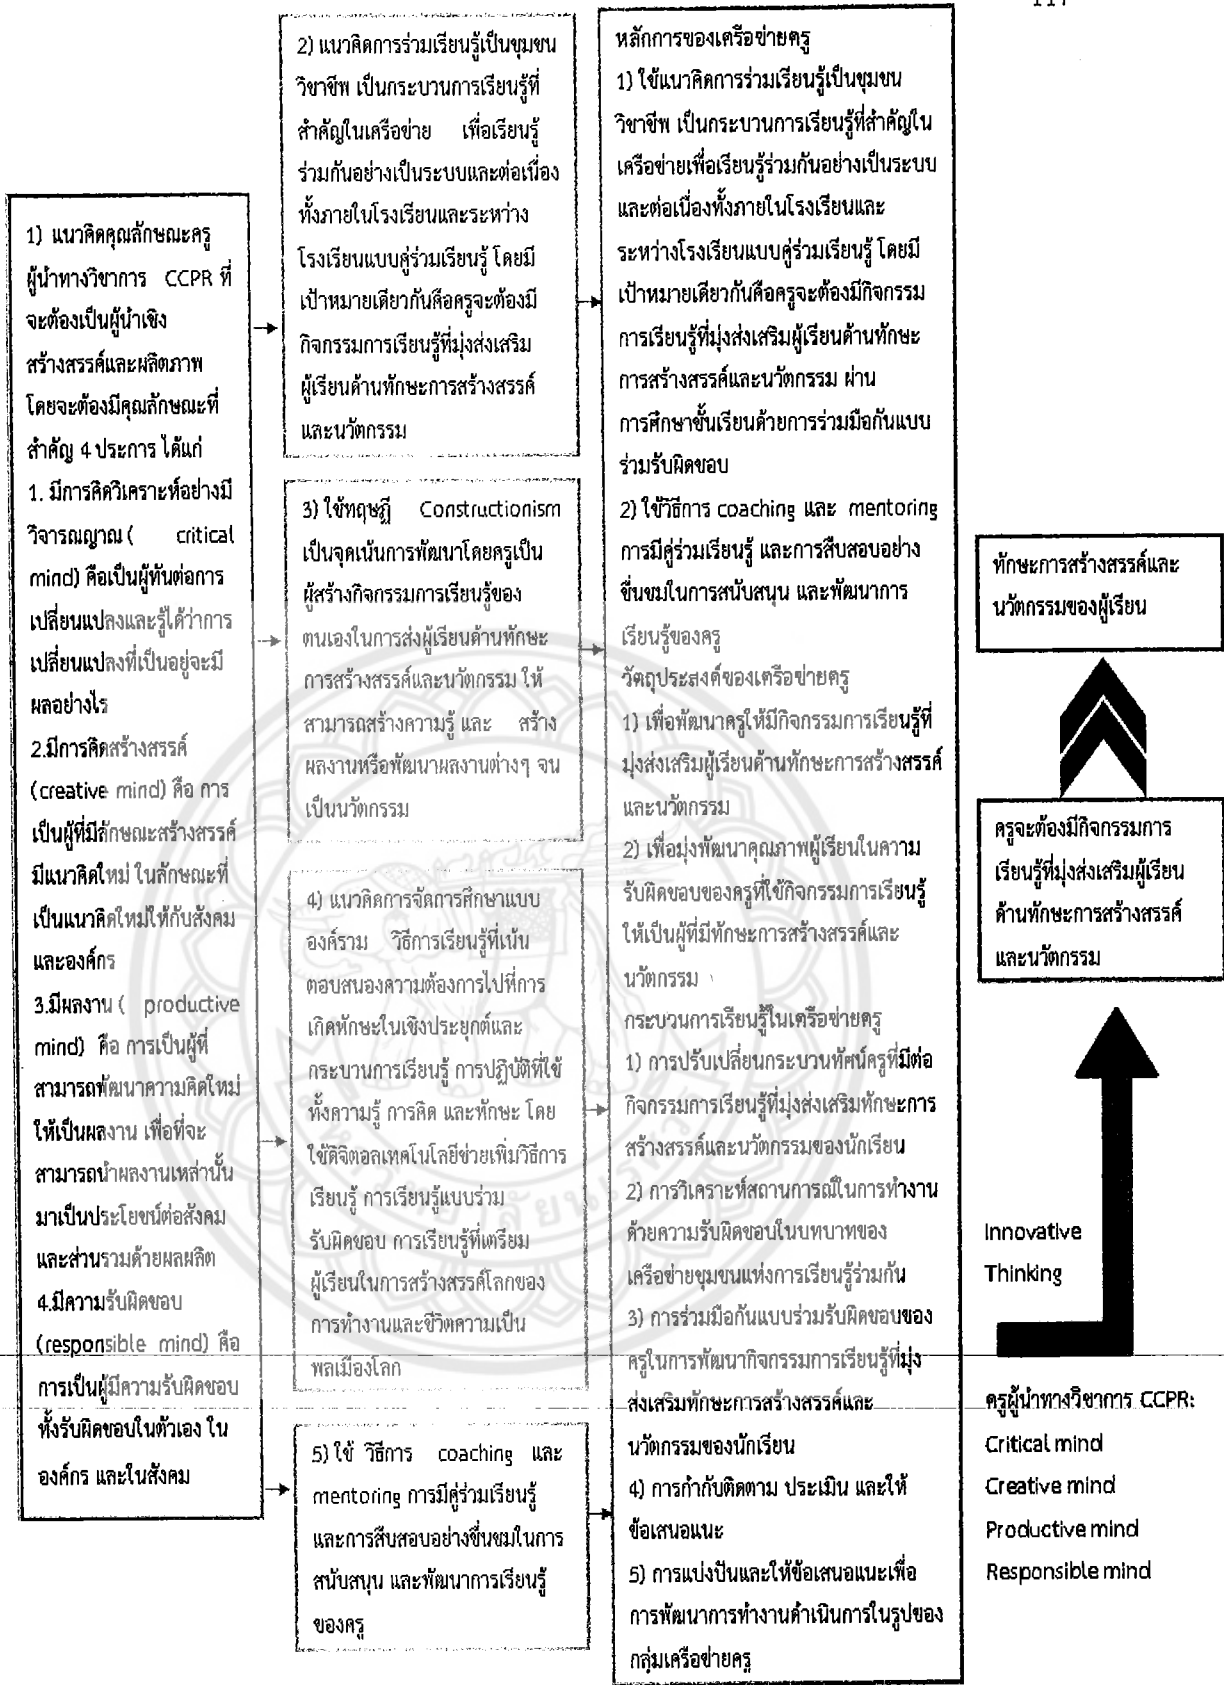 117
1) แนวคิดคุณลักษณะครู
ผู้นำทางวิชาการ CCPR ที่
จะต้องเป็นผู้นำเชิง
สร้างสรรค์และผลิตภาพ
โดยจะต้องมีคุณลักษณะที่
สำคัญ 4 ประการ ได้แก่
1. มีการคิดวิเคราะห์อย่างมี
วิจารณญาณ ( critical
mind) คือเป็นผู้ทันต่อการ
เปลี่ยนแปลงและรู้ได้ว่าการ
เปลี่ยนแปลงที่เป็นอยู่จะมี
ผลอย่างไร
2.มีการคิดสร้างสรรค์
(creative mind) คือ การ
เป็นผู้ที่มีลักษณะสร้างสรรค์
มีแนวคิดใหม่ ในลักษณะที่
เป็นแนวคิดใหม่ให้กับสังคม
และองค์กร
3.มีผลงาน ( productive
mind) คือ การเป็นผู้ที่
สามารถพัฒนาความคิดใหม่
ให้เป็นผลงาน เพื่อที่จะ
สามารถนำผลงานเหล่านั้น
มาเป็นประโยชน์ต่อสังคม
และส่วนรวมด้วยผลผลิต
4.มีความรับผิดชอบ
(responsible mind) คือ
การเป็นผู้มีความรับผิดชอบ
ทั้งรับผิดชอบในตัวเอง ใน
องค์กร และในสังคม
2) แนวคิดการร่วมเรียนรู้เป็นชุมชน
วิชาชีพ เป็นกระบวนการเรียนรู้ที่
สำคัญในเครือข่าย เพื่อเรียนรู้
ร่วมกันอย่างเป็นระบบและต่อเนื่อง
ทั้งภายในโรงเรียนและระหว่าง
โรงเรียนแบบคู่ร่วมเรียนรู้ โดยมี
เป้าหมายเดียวกันคือครูจะต้องมี
กิจกรรมการเรียนรู้ที่มุ่งส่งเสริม
ผู้เรียนด้านทักษะการสร้างสรรค์
และนวัตกรรม
3) ใช้ทฤษฎี Constructionism
เป็นจุดเน้นการพัฒนาโดยครูเป็น
ผู้สร้างกิจกรรมการเรียนรู้ของ
ตนเองในการส่งผู้เรียนด้านทักษะ
การสร้างสรรค์และนวัตกรรม ให้
สามารถสร้างความรู้ และ สร้าง
ผลงานหรือพัฒนาผลงานต่างๆ จน
เป็นนวัตกรรม
4) แนวคิดการจัดการศึกษาแบบ
องค์รวม วิธีการเรียนรู้ที่เน้น
ตอบสนองความต้องการไปที่การ
เกิดทักษะในเชิงประยุกต์และ
กระบวนการเรียนรู้ การปฏิบัติที่ใช้
ทั้งความรู้ การคิด และทักษะ โดย
ใช้ดิจิตอลเทคโนโลยีช่วยเพิ่มวิธีการ
เรียนรู้ การเรียนรู้แบบร่วม
รับผิดชอบ การเรียนรู้ที่เตรียม
ผู้เรียนในการสร้างสรรค์โลกของ
การทำงานและชีวิตความเป็น
พลเมืองโลก
5) ใช้ วิธีการ coaching และ
mentoring การมีคู่ร่วมเรียนรู้
และการสืบสอบอย่างชื่นชมในการ
สนับสนุน และพัฒนาการเรียนรู้
ของครู
หลักการของเครือข่ายครู
1) ใช้แนวคิดการร่วมเรียนรู้เป็นชุมชน
วิชาชีพ เป็นกระบวนการเรียนรู้ที่สำคัญใน
เครือข่ายเพื่อเรียนรู้ร่วมกันอย่างเป็นระบบ
และต่อเนื่องทั้งภายในโรงเรียนและ
ระหว่างโรงเรียนแบบคู่ร่วมเรียนรู้ โดยมี
เป้าหมายเดียวกันคือครูจะต้องมีกิจกรรม
การเรียนรู้ที่มุ่งส่งเสริมผู้เรียนด้านทักษะ
การสร้างสรรค์และนวัตกรรม ผ่าน
การศึกษาชั้นเรียนด้วยการร่วมมือกันแบบ
ร่วมรับผิดชอบ
2) ใช้วิธีการ coaching และ mentoring
การมีคู่ร่วมเรียนรู้ และการสืบสอบอย่าง
ชื่นชมในการสนับสนุน และพัฒนาการ
เรียนรู้ของครู
วัตถุประสงค์ของเครือข่ายครู
1) เพื่อพัฒนาครูให้มีกิจกรรมการเรียนรู้ที่
มุ่งส่งเสริมผู้เรียนด้านทักษะการสร้างสรรค์
และนวัตกรรม
2) เพื่อมุ่งพัฒนาคุณภาพผู้เรียนในความ
รับผิดชอบของครูที่ใช้กิจกรรมการเรียนรู้
ให้เป็นผู้ที่มีทักษะการสร้างสรรค์และ
นวัตกรรม
กระบวนการเรียนรู้ในเครือข่ายครู
1) การปรับเปลี่ยนกระบวนทัศน์ครูที่มีต่อ
กิจกรรมการเรียนรู้ที่มุ่งส่งเสริมทักษะการ
สร้างสรรค์และนวัตกรรมของนักเรียน
2) การวิเคราะห์สถานการณ์ในการทำงาน
ด้วยความรับผิดชอบในบทบาทของ
เครือข่ายชุมชนแห่งการเรียนรู้ร่วมกัน
3) การร่วมมือกันแบบร่วมรับผิดชอบของ
ครูในการพัฒนากิจกรรมการเรียนรู้ที่มุ่ง
ส่งเสริมทักษะการสร้างสรรค์และ
นวัตกรรมของนักเรียน
4) การกำกับติดตาม ประเมิน และให้
ข้อเสนอแนะ
5) การแบ่งปันและให้ข้อเสนอแนะเพื่อ
การพัฒนาการทำงานดำเนินการในรูปของ
กลุ่มเครือข่ายครู
ทักษะการสร้างสรรค์และ
นวัตกรรมของผู้เรียน
ครูจะต้องมีกิจกรรมการ
เรียนรู้ที่มุ่งส่งเสริมผู้เรียน
ด้านทักษะการสร้างสรรค์
และนวัตกรรม
Innovative
Thinking
ครูผู้นำทางวิชาการ CCPR:
Critical mind
Creative mind
Productive mind
Responsible mind